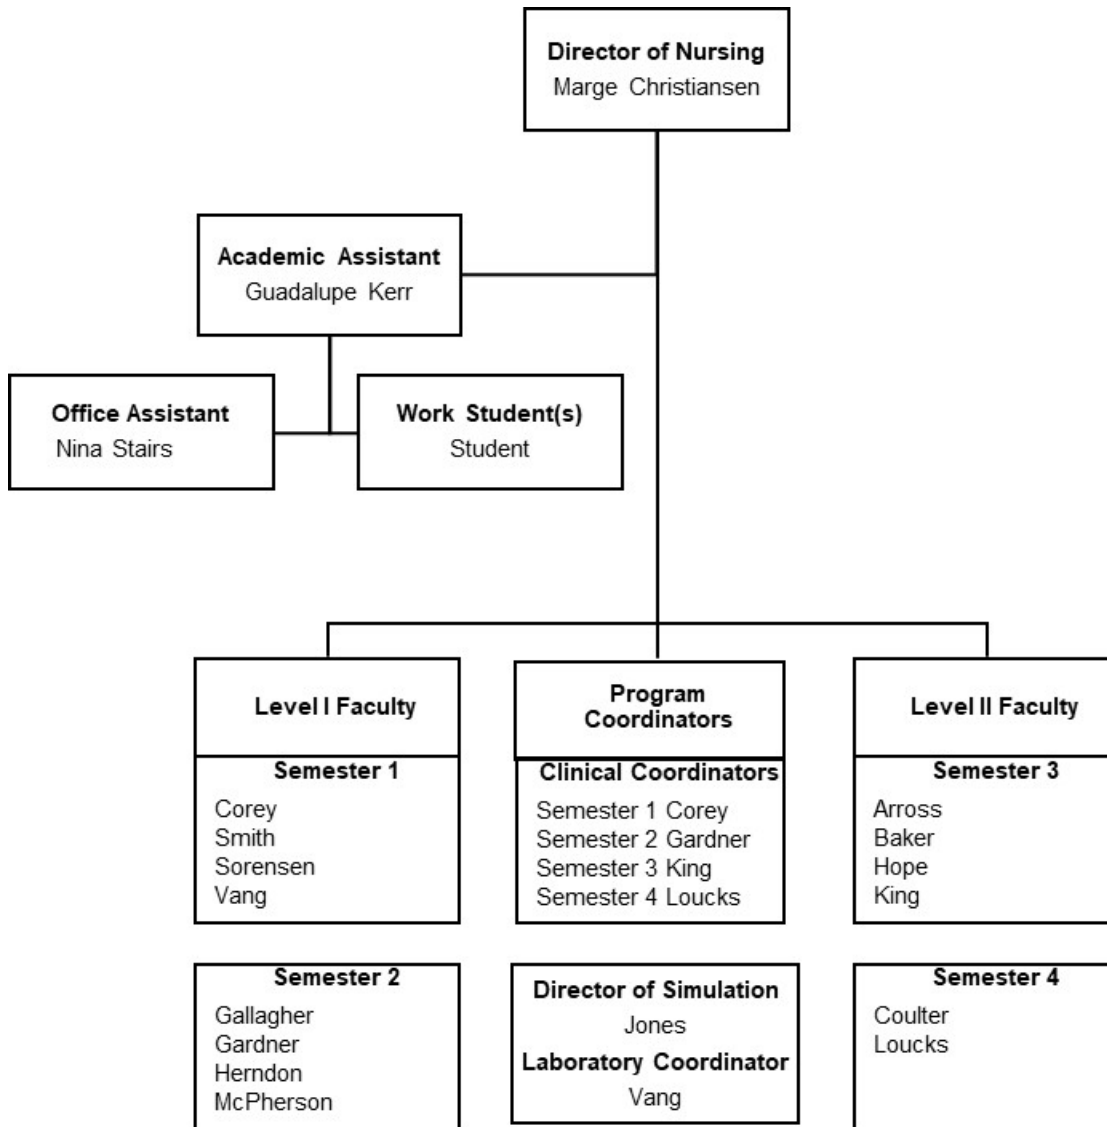 Director of Nursing
Marge Christiansen
Academic Assistant
Guadalupe Kerr
Office Assistant
Nina Stairs
Work Student(s)
Student
Level I Faculty
Semester 1
Corey
Smith
Sorensen
Vang
Semester 2
Gallagher
Gardner
Herndon
McPherson
Program
Coordinators
Clinical Coordinators
Semester 1 Corey
Semester 2 Gardner
Semester 3 King
Semester 4 Loucks
Director of Simulation
Jones
Laboratory Coordinator
Vang
Level II Faculty
Semester 3
Arross
Baker
Hope
King
Semester 4
Coulter
Loucks